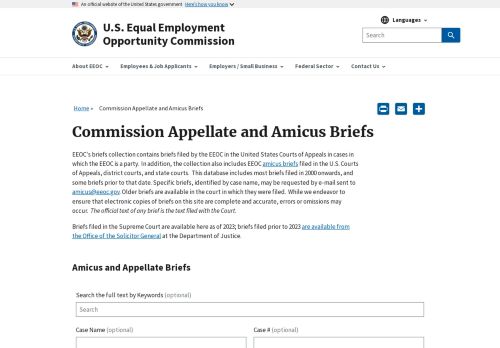 An official website of the United States government Here's how you know
U.S. Equal Employment
Opportunity Commission
Languages
Search
About EEOC
Employees & Job Applicants
Employers / Small Business
Federal Sector
Contact Us
Home » Commission Appellate and Amicus Briefs
Commission Appellate and Amicus Briefs
EEOC's briefs collection contains briefs filed by the EEOC in the United States Courts of Appeals in cases in
which the EEOC is a party. In addition, the collection also includes EEOC amicus briefs filed in the U.S. Courts
of Appeals, district courts, and state courts. This database includes most briefs filed in 2000 onwards, and
some briefs prior to that date. Specific briefs, identified by case name, may be requested by e-mail sent to
amicus@eeoc.gov. Older briefs are available in the court in which they were filed. While we endeavor to
ensure that electronic copies of briefs on this site are complete and accurate, errors or omissions may
occur. The official text of any brief is the text filed with the Court.
Briefs filed in the Supreme Court are available here as of 2023; briefs filed prior to 2023 are available from
the Office of the Solicitor General at the Department of Justice.
Amicus and Appellate Briefs
Search the full text by Keywords (optional)
Search
Case Name (optional)
Case # (optional)